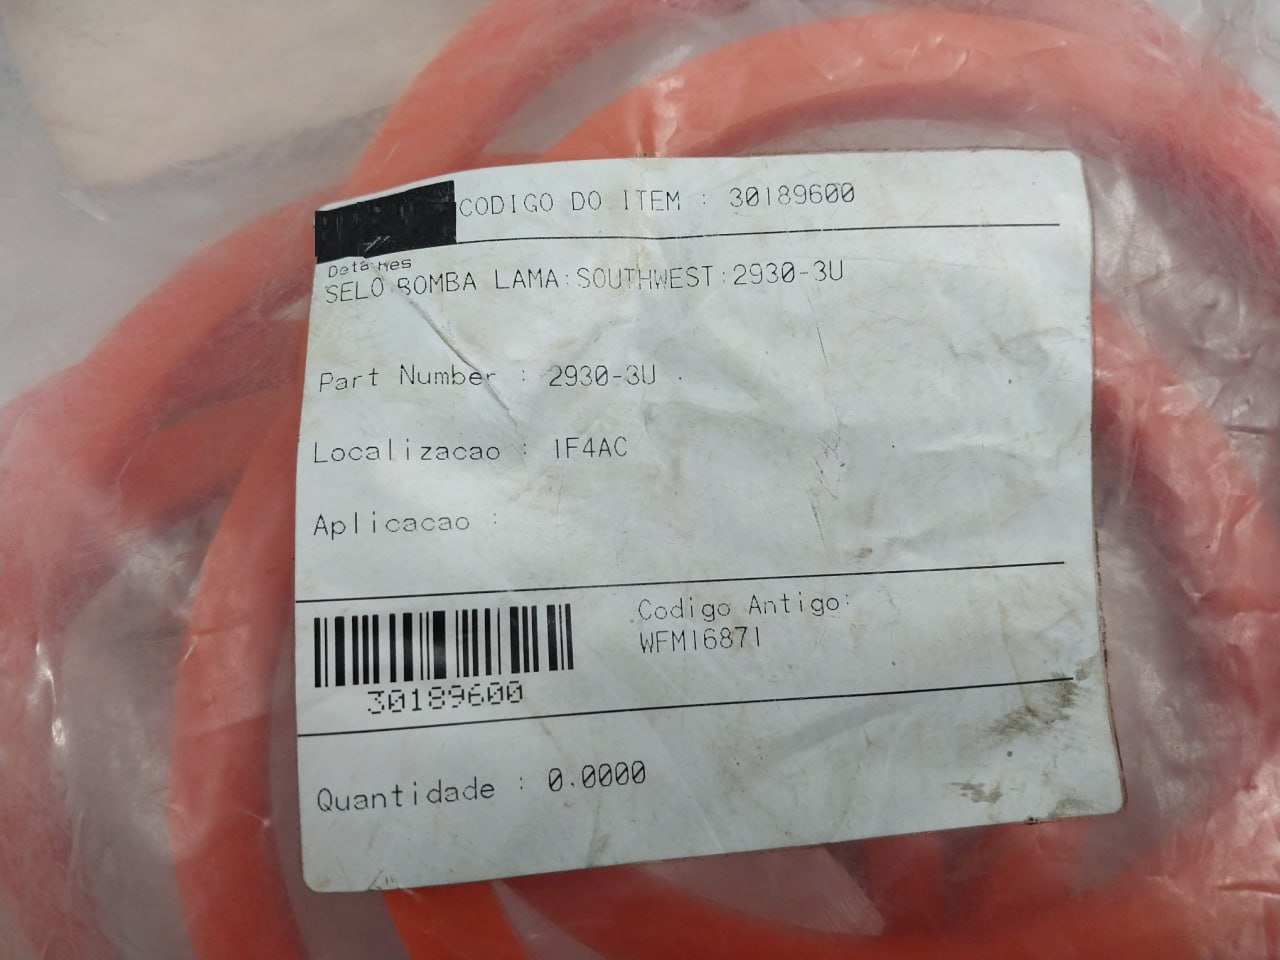 CODIGO DO ITEM : 30189600
Detalhes
SELO BOMBA LAMA:SOUTHWEST:2930-3U
Part Number : 2930-3U
Localizacao : 1F4AC
Aplicacao :
Codigo Antigo:
WFM16871
30189600
Quantidade : 0.0000